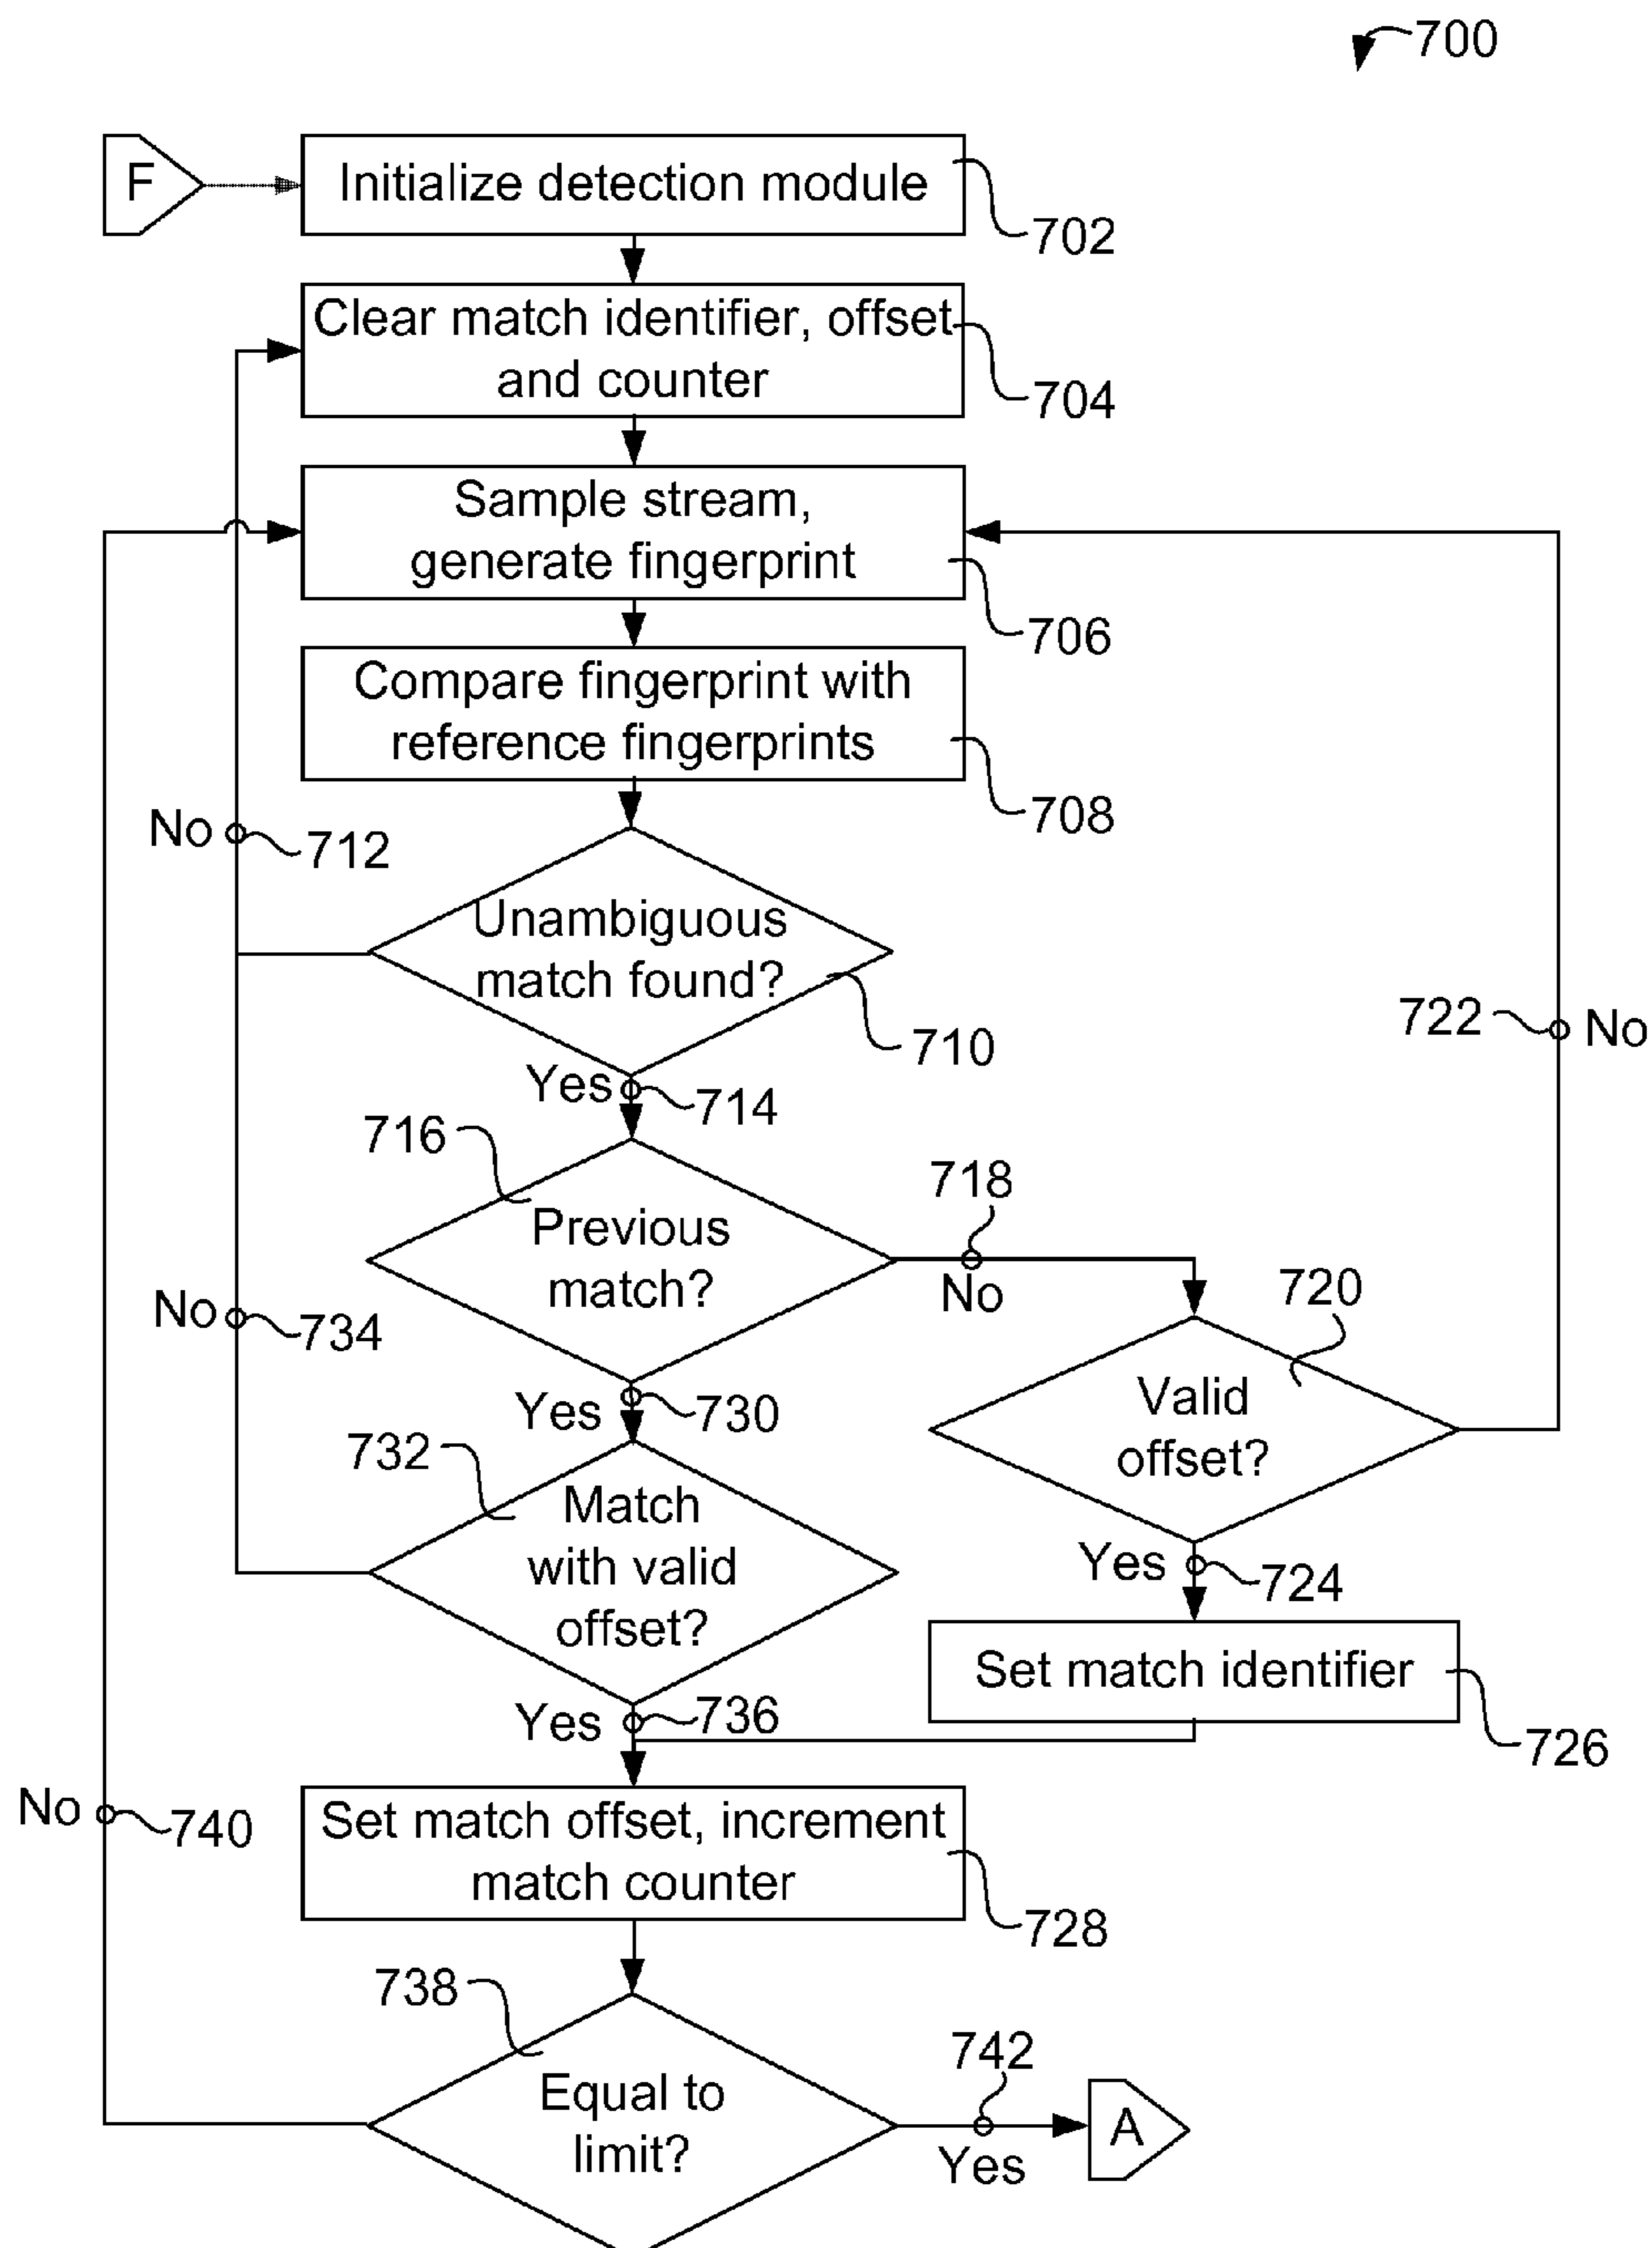 700
F
Initialize detection module
702
Clear match identifier, offset
and counter
704
Sample stream,
generate fingerprint
706
Compare fingerprint with
reference fingerprints
708
No
712
Unambiguous
match found?
710
722
No
Yes
714
716
Previous
match?
718
No
720
No
734
Valid
offset?
Yes
730
732
Match
with valid
offset?
Yes
724
Set match identifier
726
Yes
736
No
740
Set match offset, increment
match counter
728
738
Equal to
limit?
742
Yes
A